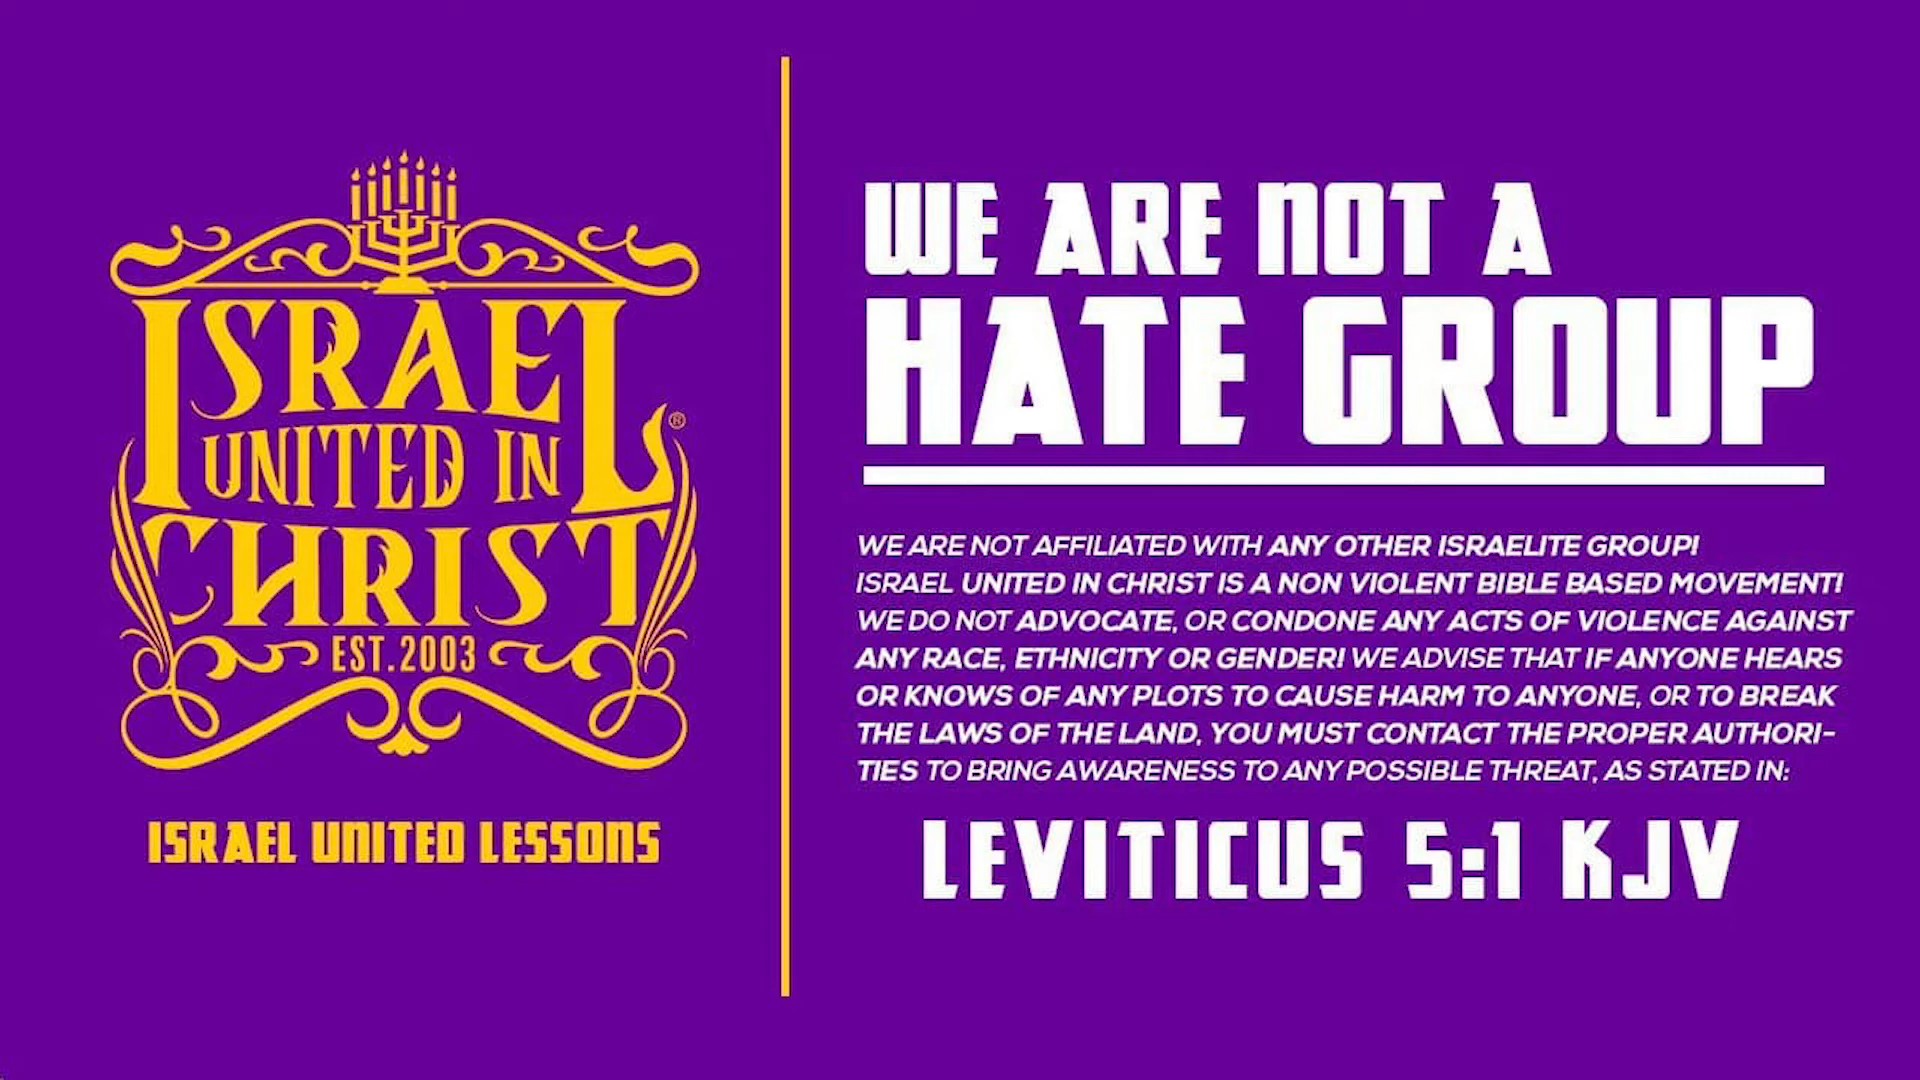 ISRAEL
UNITED IN
CHRIST
®
EST.2003
ISRAEL UNITED LESSONS
WE ARE NOT A
HATE GROUP
WE ARE NOT AFFILIATED WITH ANY OTHER ISRAELITE GROUP!
ISRAEL UNITED IN CHRIST IS A NON VIOLENT BIBLE BASED MOVEMENT!
WE DO NOT ADVOCATE, OR CONDONE ANY ACTS OF VIOLENCE AGAINST
ANY RACE, ETHNICITY OR GENDER! WE ADVISE THAT IF ANYONE HEARS
OR KNOWS OF ANY PLOTS TO CAUSE HARM TO ANYONE, OR TO BREAK
THE LAWS OF THE LAND, YOU MUST CONTACT THE PROPER AUTHORI-
TIES TO BRING AWARENESS TO ANY POSSIBLE THREAT, AS STATED IN:
LEVITICUS 5:1 KJV